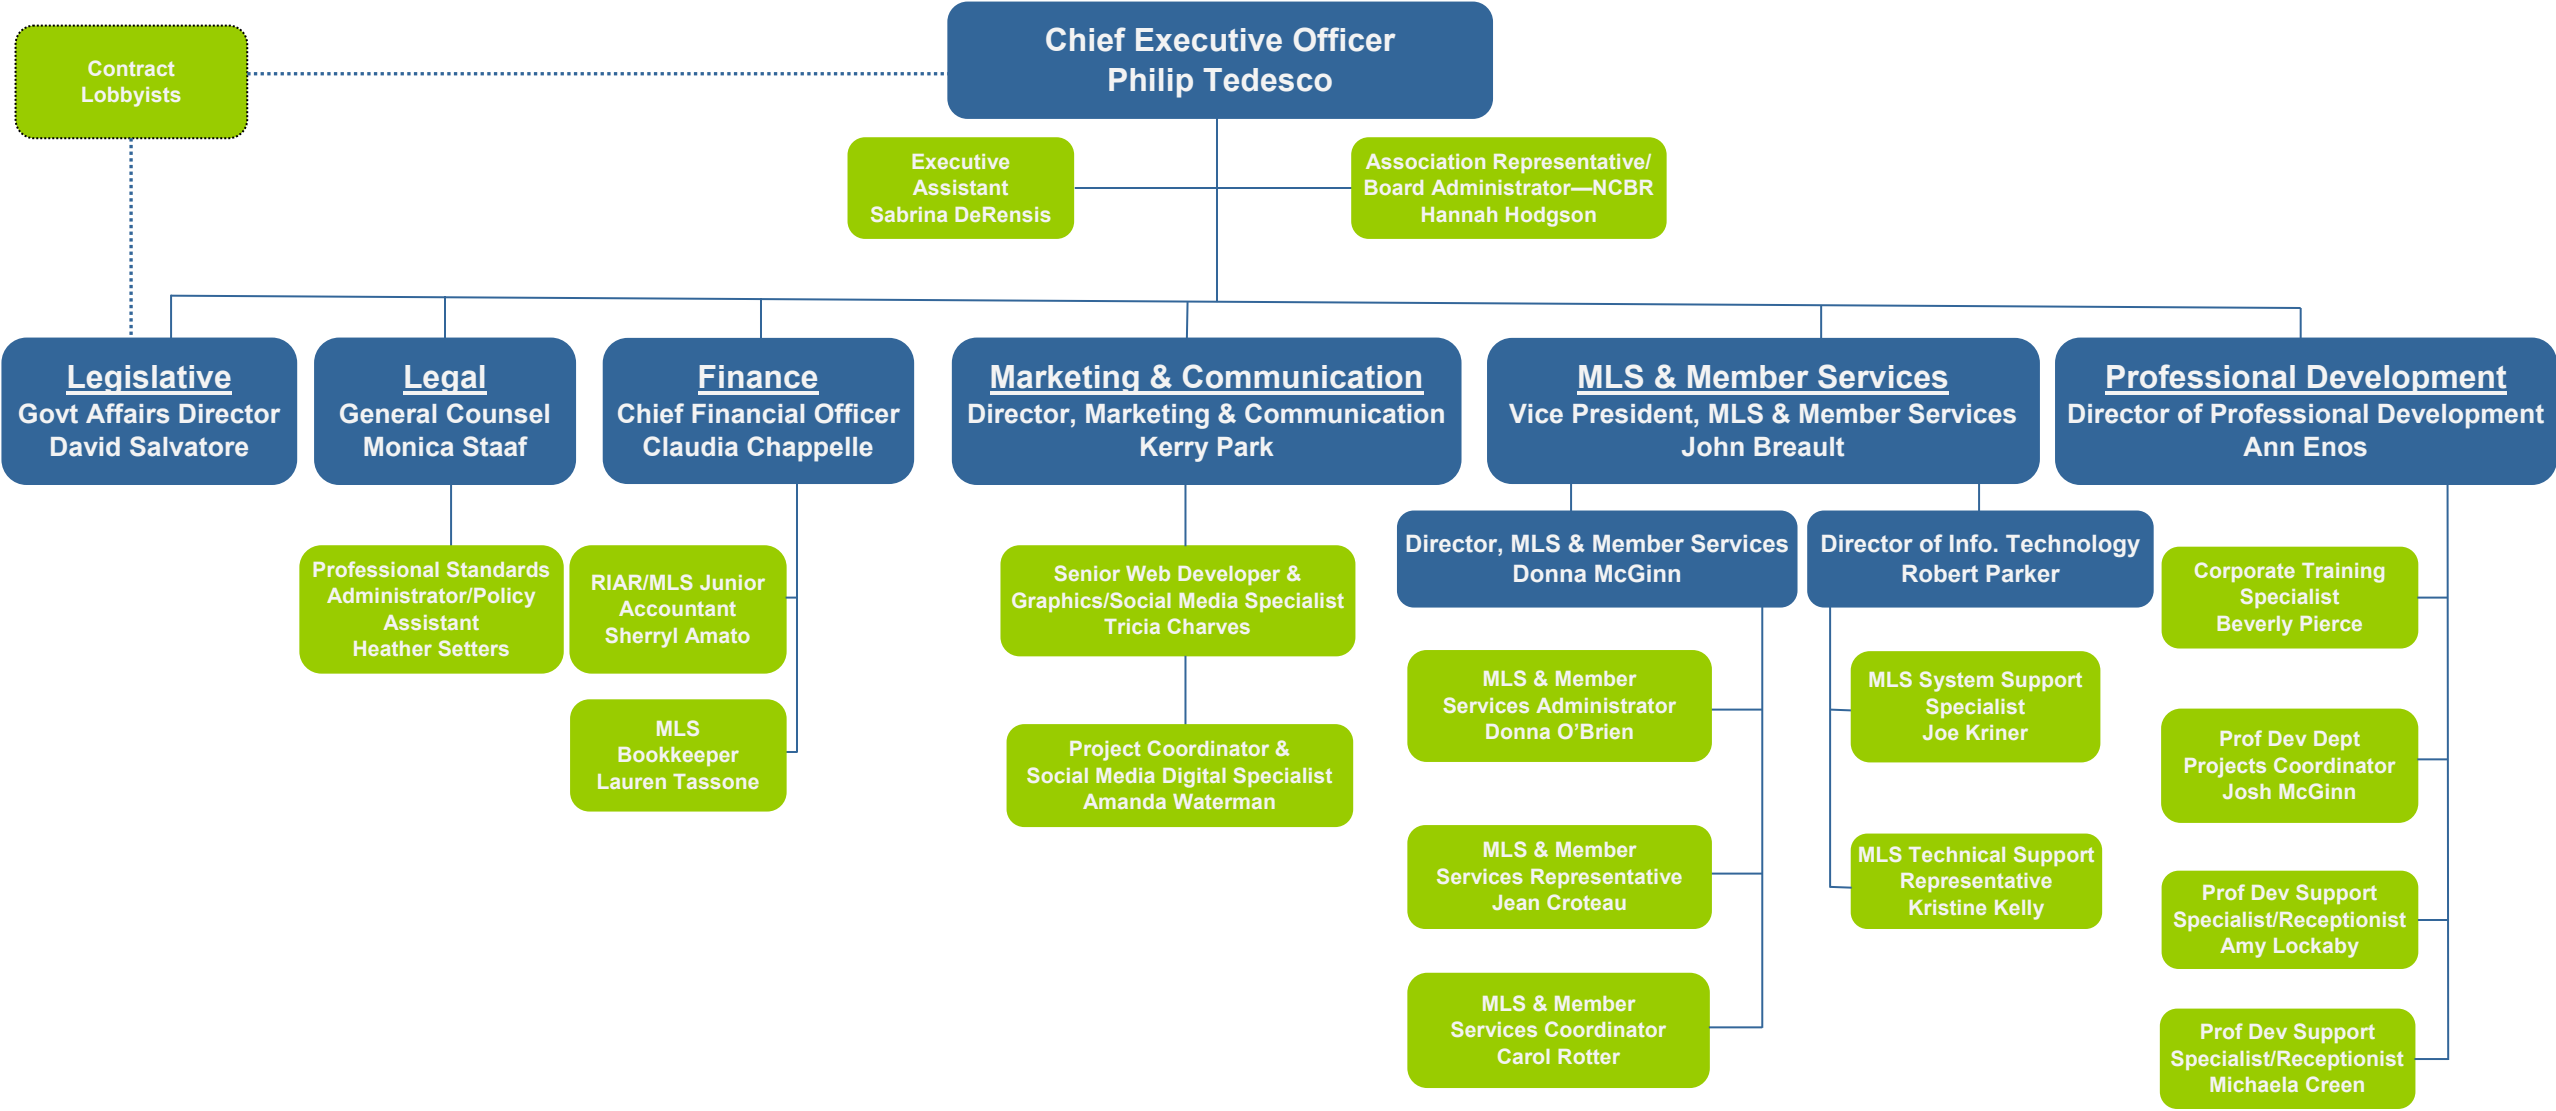 Contract
Lobbyists
Chief Executive Officer
Philip Tedesco
Executive
Assistant
Sabrina DeRensis
Association Representative/
Board Administrator—NCBR
Hannah Hodgson
Legislative
Govt Affairs Director
David Salvatore
Legal
General Counsel
Monica Staaf
Finance
Chief Financial Officer
Claudia Chappelle
Marketing & Communication
Director, Marketing & Communication
Kerry Park
MLS & Member Services
Vice President, MLS & Member Services
John Breault
Professional Development
Director of Professional Development
Ann Enos
Professional Standards
Administrator/Policy
Assistant
Heather Setters
RIAR/MLS Junior
Accountant
Sherryl Amato
MLS
Bookkeeper
Lauren Tassone
Senior Web Developer &
Graphics/Social Media Specialist
Tricia Charves
Project Coordinator &
Social Media Digital Specialist
Amanda Waterman
Director, MLS & Member Services
Donna McGinn
MLS & Member
Services Administrator
Donna O’Brien
MLS & Member
Services Representative
Jean Croteau
MLS & Member
Services Coordinator
Carol Rotter
Director of Info. Technology
Robert Parker
MLS System Support
Specialist
Joe Kriner
MLS Technical Support
Representative
Kristine Kelly
Corporate Training
Specialist
Beverly Pierce
Prof Dev Dept
Projects Coordinator
Josh McGinn
Prof Dev Support
Specialist/Receptionist
Amy Lockaby
Prof Dev Support
Specialist/Receptionist
Michaela Creen